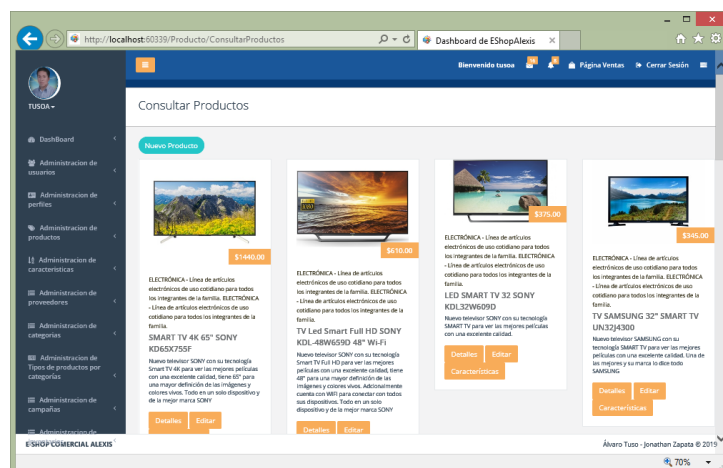 http://localhost:60339/Producto/ConsultarProductos
Dashboard de EShopAlexis
Bienvenido tusoa
Página Ventas
Cerrar Sesión
TUSOA
Consultar Productos
DashBoard
Administracion de
usuarios
Administracion de
perfiles
Administracion de
productos
Administracion de
caracteristicas
Administracion de
proveedores
Administracion de
categorias
Administracion de
Tipos de productos por
categorias
Administracion de
campañas
Administracion de
E-SHOP COMERCIAL ALEXIS
Nuevo Producto
$1440.00
ELECTRÓNICA - Línea de artículos
electrónicos de uso cotidiano para todos
los integrantes de la familia. ELECTRÓNICA
- Línea de artículos electrónicos de uso
cotidiano para todos los integrantes de la
familia.
SMART TV 4K 65" SONY
KD65X755F
Nuevo televisor SONY con su tecnología
Smart TV 4K para ver las mejores películas
con una excelente calidad, tiene 65" para
una mayor definición de las imágenes y
colores vivos. Todo en un solo dispositivo y
de la mejor marca SONY
Detalles
Editar
$610.00
ELECTRÓNICA - Línea de artículos
electrónicos de uso cotidiano para todos
los integrantes de la familia. ELECTRÓNICA
- Línea de artículos electrónicos de uso
cotidiano para todos los integrantes de la
familia.
TV Led Smart Full HD SONY
KDL-48W659D 48" Wi-Fi
Nuevo televisor SONY con su tecnología
Smart TV Full HD para ver las mejores
películas con una excelente calidad, tiene
48" para una mayor definición de las
imágenes y colores vivos. Adcionalmente
cuenta con WIFI para conectar con todos
sus dispositivos. Todo en un solo
dispositivo y de la mejor marca SONY
Detalles
Editar
$375.00
ELECTRÓNICA - Línea de artículos
electrónicos de uso cotidiano para todos
los integrantes de la familia. ELECTRÓNICA
- Línea de artículos electrónicos de uso
cotidiano para todos los integrantes de la
familia.
LED SMART TV 32 SONY
KDL32W609D
Nuevo televisor SONY con su tecnología
SMART TV para ver las mejores películas
con una excelente calidad.
Detalles
Editar
Características
$345.00
ELECTRÓNICA - Línea de artículos
electrónicos de uso cotidiano para todos
los integrantes de la familia. ELECTRÓNICA
- Línea de artículos electrónicos de uso
cotidiano para todos los integrantes de la
familia.
TV SAMSUNG 32" SMART TV
UN32J4300
Nuevo televisor SAMSUNG con su
tecnología SMART TV para ver las mejores
películas con una excelente calidad. Una de
las mejores y su marca lo dice todo
SAMSUNG
Detalles
Editar
Características
Álvaro Tuso - Jonathan Zapata © 2019
70%